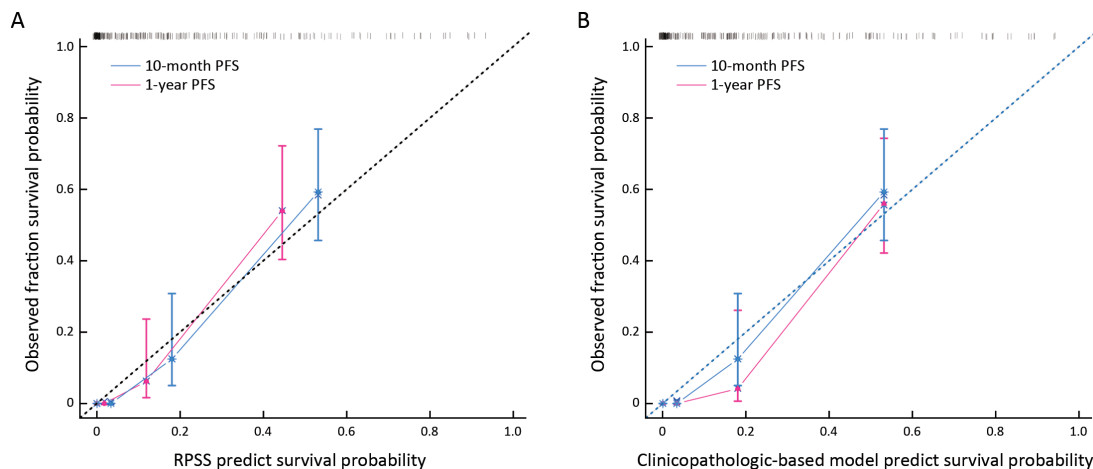 A
Observed fraction survival probability
1.0
0.8
0.6
0.4
0.2
0
10-month PFS
1-year PFS
0 0.2 0.4 0.6 0.8 1.0
RPSS predict survival probability
B
Observed fraction survival probability
1.0
0.8
0.6
0.4
0.2
0
10-month PFS
1-year PFS
0 0.2 0.4 0.6 0.8 1.0
Clinicopathologic-based model predict survival probability